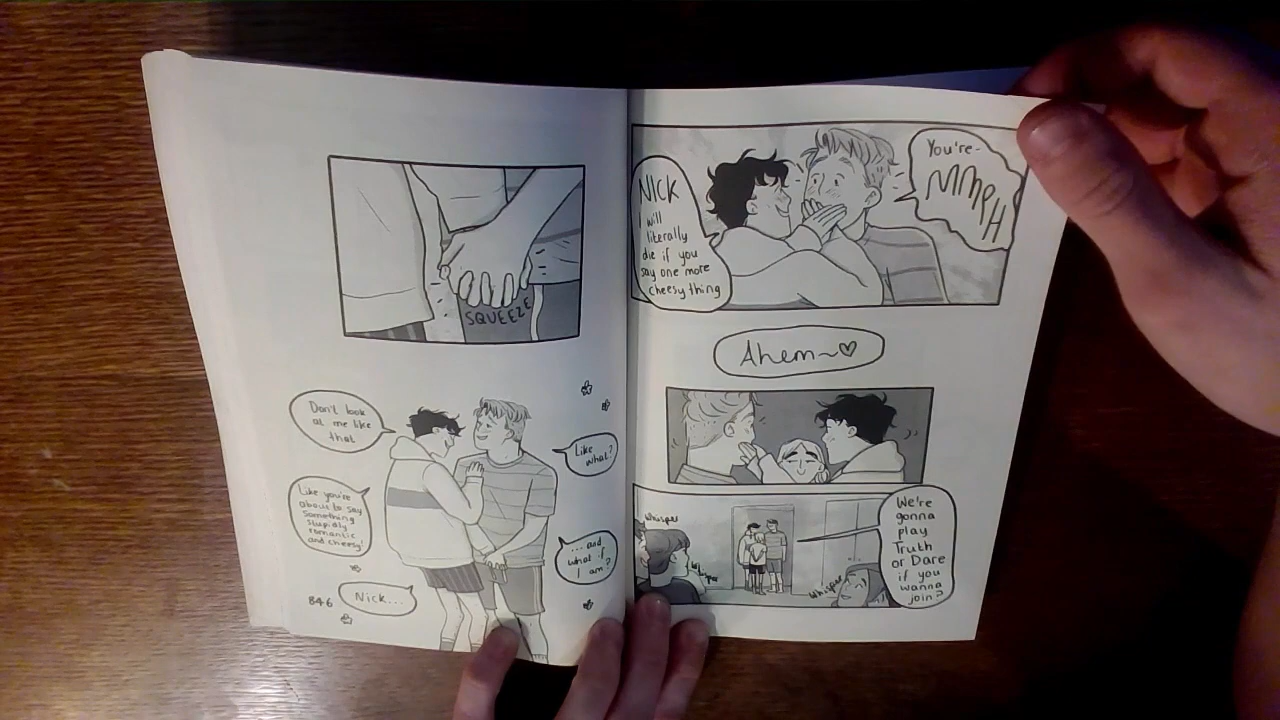 SQUEEZE
Don't look
at me like
that
Like
what?
Like you're
about to say
something
stupidly
romantic
and cheesy!
...and
what if
I am?
Nick...
846
NICK
I will
literally
die if you
say one more
cheesy thing
You're-
MMMPH
Ahem~♡
We're
gonna
play
Truth
or Dare
if you
wanna
join?
whisper
whisper
whisper